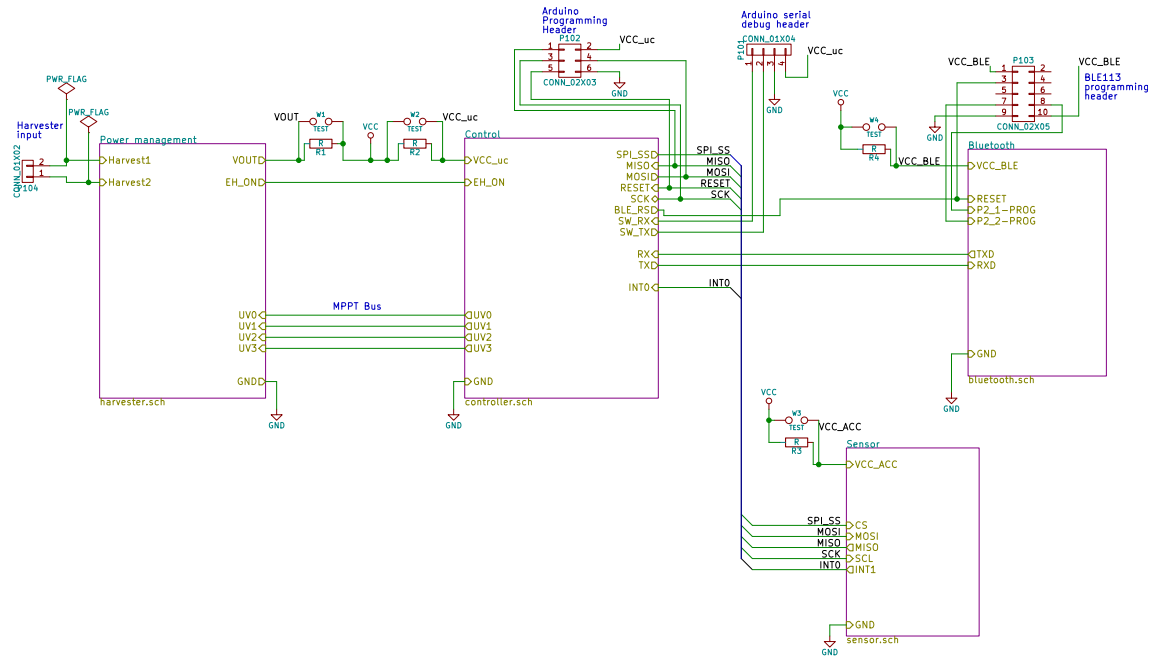 Arduino
Programming
Header
P102
VCC_uc
1
2
3
4
5
6
CONN_02X03
GND
Arduino serial
debug header
CONN_01X04
P101
VCC_uc
1
2
3
4
GND
P103
VCC_BLE
VCC_BLE
1
2
3
4
5
6
7
8
9
10
CONN_02X05
GND
BLE113
programming
header
PWR_FLAG
PWR_FLAG
Harvester
input
CONN_01X02
P104
2
1
Power management
Harvest1
Harvest2
VOUT
EH_ON
UV0
UV1
UV2
UV3
GND
harvester.sch
GND
VOUT
W1
TEST
R
R1
VCC
W2
TEST
R
R2
VCC_uc
MPPT Bus
Control
VCC_uc
EH_ON
UV0
UV1
UV2
UV3
GND
controller.sch
GND
SPI_SS
MISO
MOSI
RESET
SCK
BLE_RSD
SW_RX
SW_TX
RX
TX
INT0
SPI_SS
MISO
MOSI
RESET
SCK
INT0
VCC
W4
TEST
R
R4
VCC_BLE
Bluetooth
VCC_BLE
RESET
P2_1-PROG
P2_2-PROG
TXD
RXD
GND
bluetooth.sch
GND
VCC
W3
TEST
R
R3
VCC_ACC
Sensor
VCC_ACC
SPI_SS
MOSI
MISO
SCK
INT0
CS
MOSI
MISO
SCL
INT1
GND
sensor.sch
GND